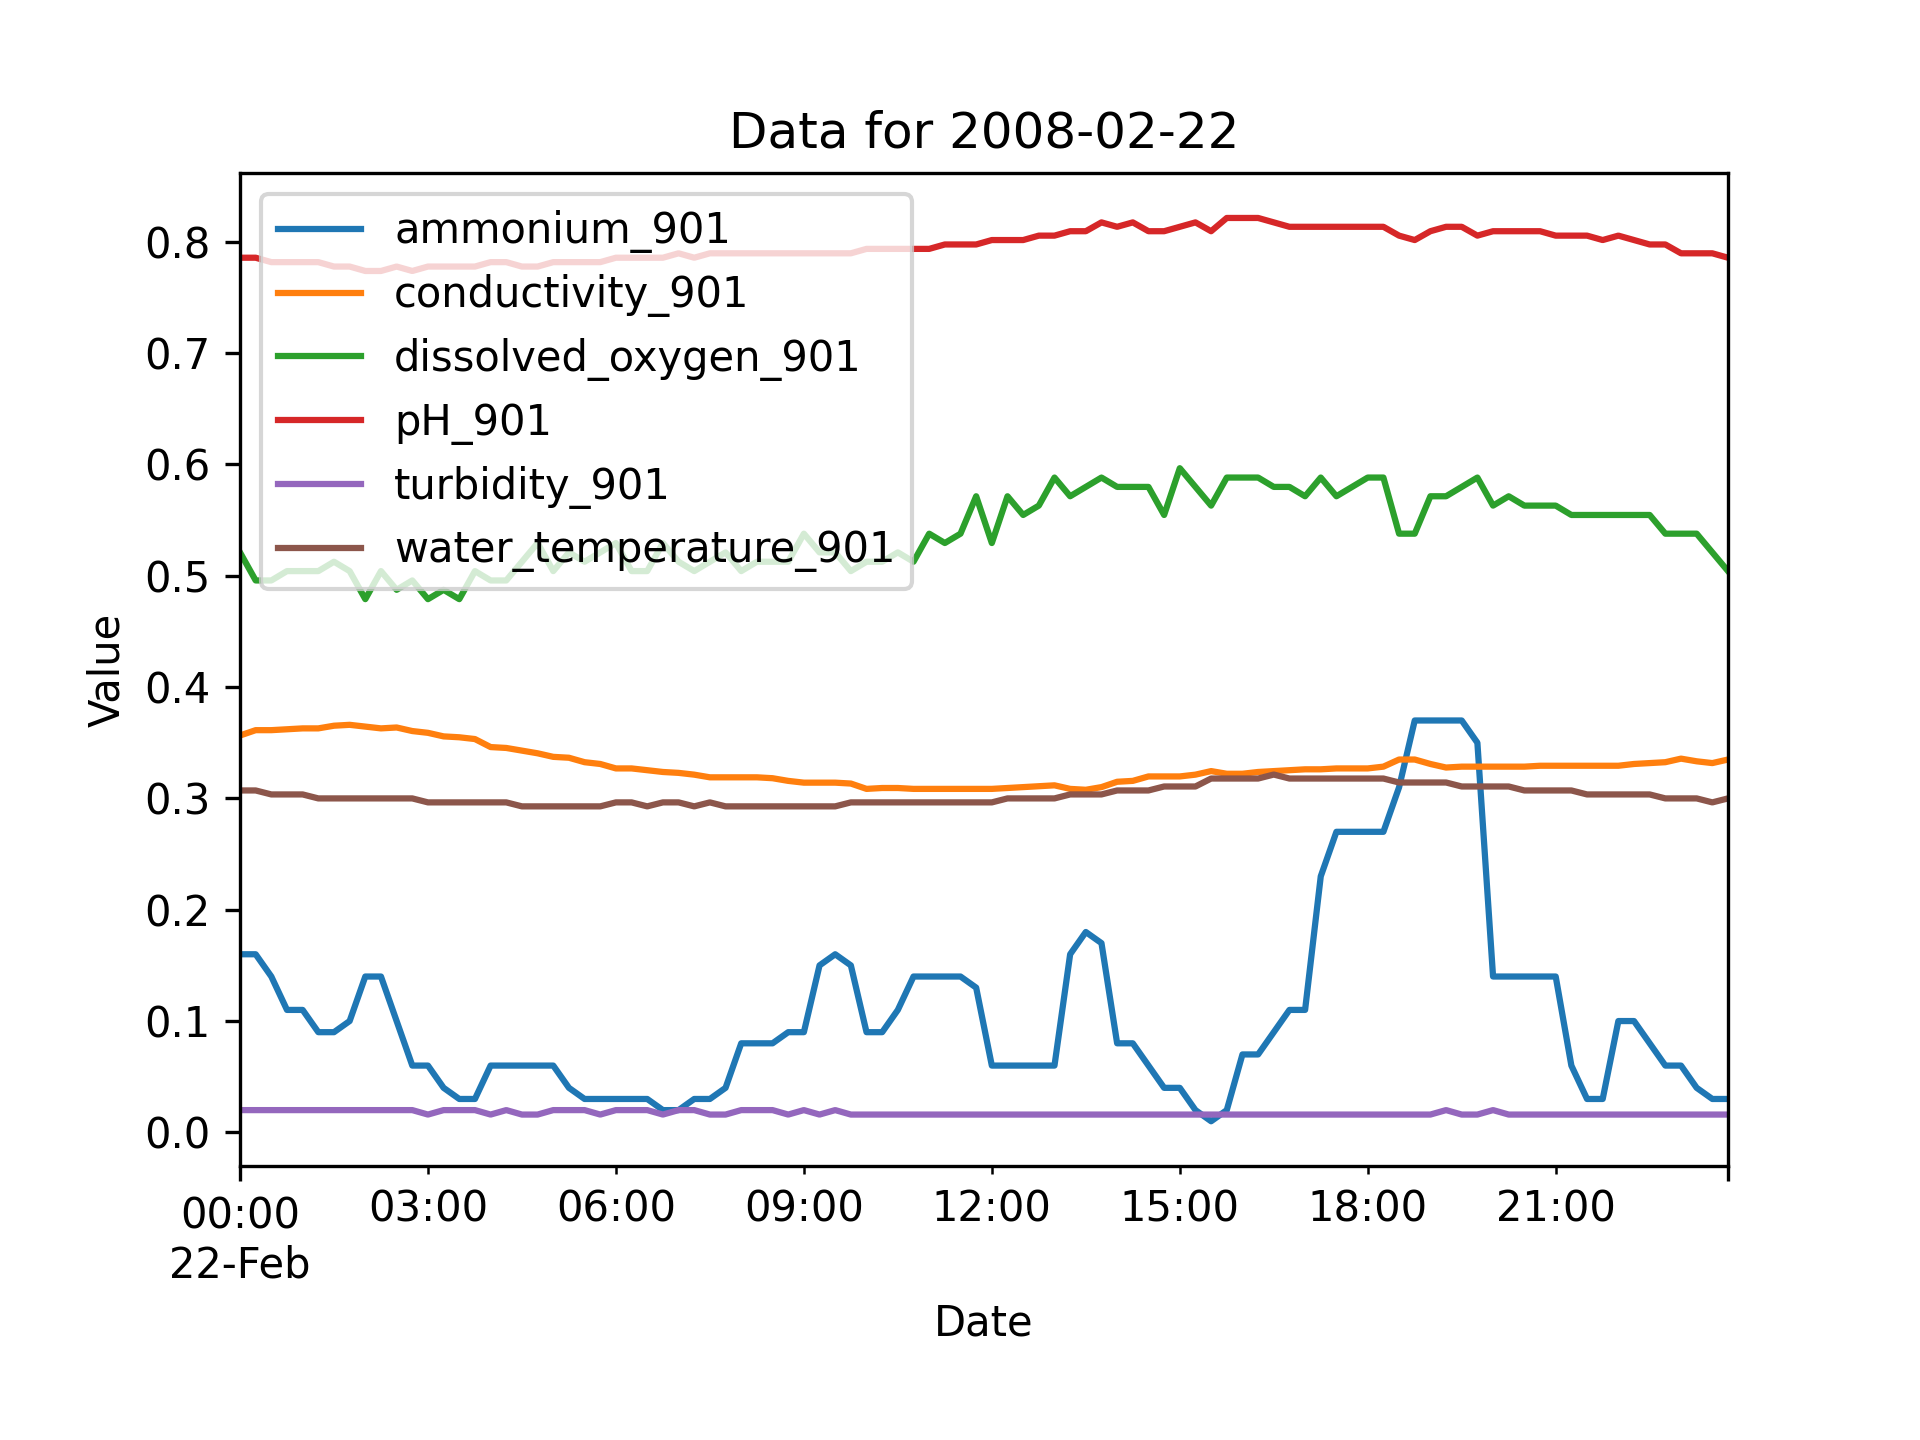 Data for 2008-02-22
ammonium_901
conductivity_901
dissolved_oxygen_901
pH_901
turbidity_901
water_temperature_901
Value
0.8
0.7
0.6
0.5
0.4
0.3
0.2
0.1
0.0
00:00 03:00 06:00 09:00 12:00 15:00 18:00 21:00
22-Feb
Date